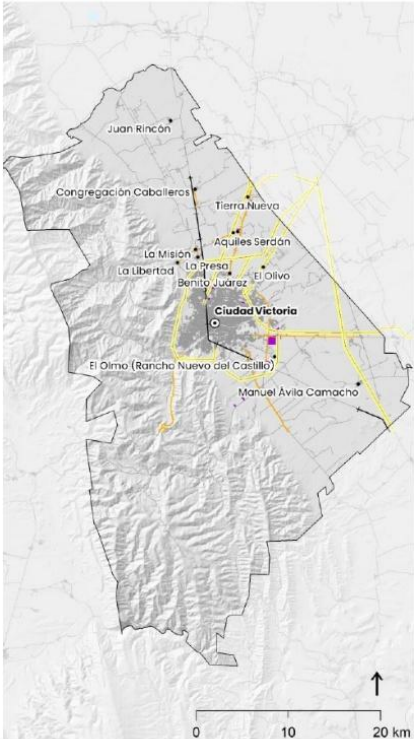 Juan Rincón
Congregación Caballeros
Tierra Nueva
Aquiles Serdán
La Misión
La Presa
La Libertad
El Olivo
Benito Juárez
Ciudad Victoria
El Olmo (Rancho Nuevo del Castillo)
Manuel Ávila Camacho
0 10 20 km